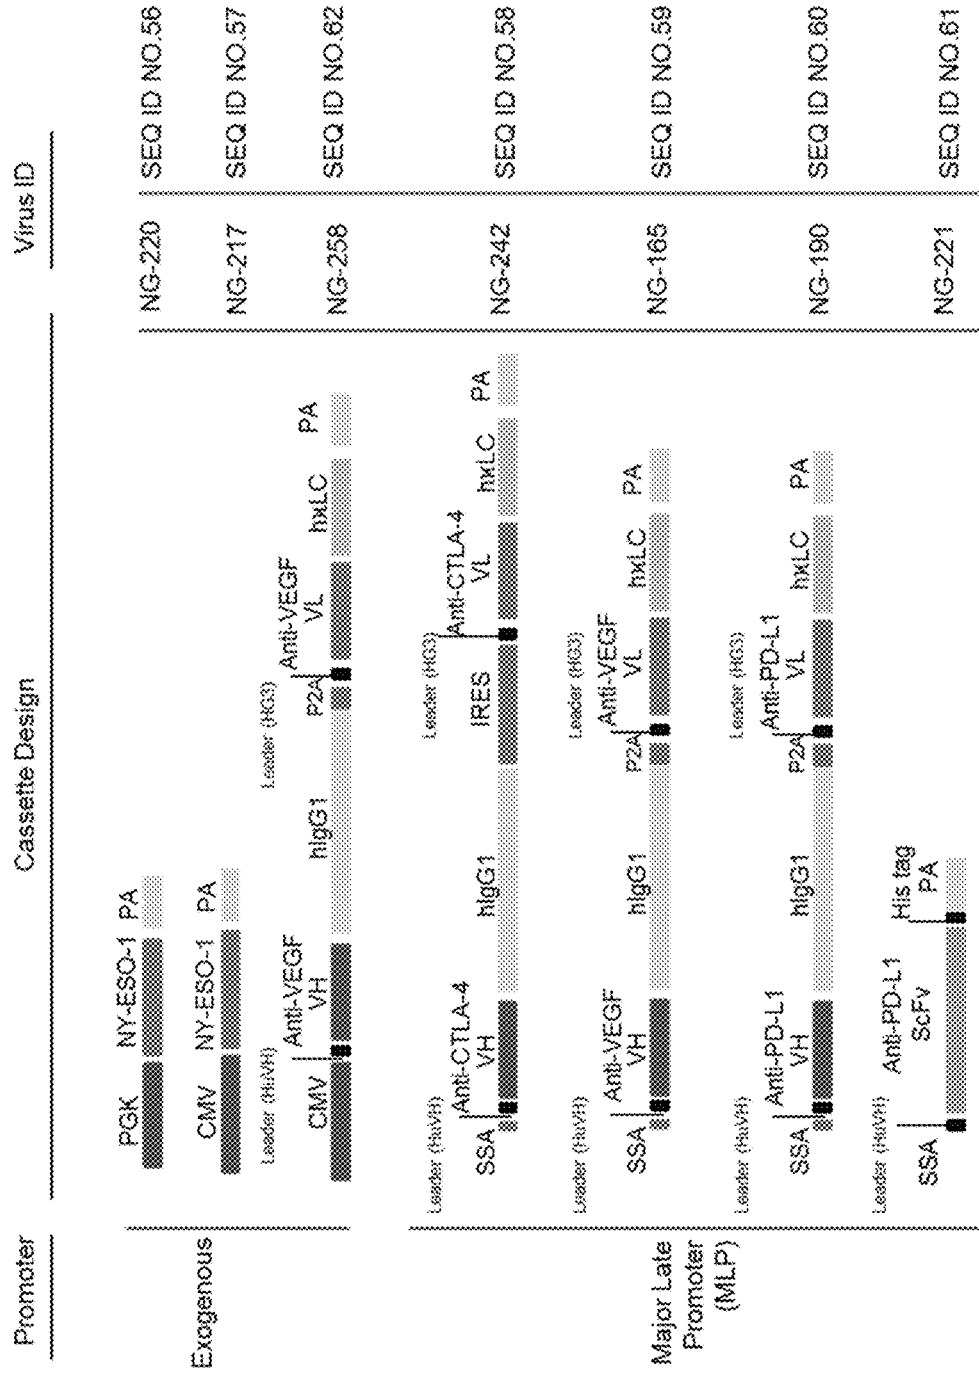 Promoter
Cassette Design
Virus ID
Exogenous
PGK
NY-ESO-1
PA
NG-220
SEQ ID NO.56
CMV
NY-ESO-1
PA
NG-217
SEQ ID NO.57
Leader (HuVH)
Leader (HG3)
CMV
Anti-VEGF
VH
hIgG1
P2A
Anti-VEGF
VL
hκLC
PA
NG-258
SEQ ID NO.62
Major Late
Promoter
(MLP)
Leader (HuVH)
Leader (HG3)
SSA
Anti-CTLA-4
VH
hIgG1
IRES
Anti-CTLA-4
VL
hκLC
PA
NG-242
SEQ ID NO.58
Leader (HuVH)
Leader (HG3)
SSA
Anti-VEGF
VH
hIgG1
P2A
Anti-VEGF
VL
hκLC
PA
NG-165
SEQ ID NO.59
Leader (HuVH)
Leader (HG3)
SSA
Anti-PD-L1
VH
hIgG1
P2A
Anti-PD-L1
VL
hκLC
PA
NG-190
SEQ ID NO.60
Leader (HuVH)
SSA
Anti-PD-L1
ScFv
His tag
PA
NG-221
SEQ ID NO.61